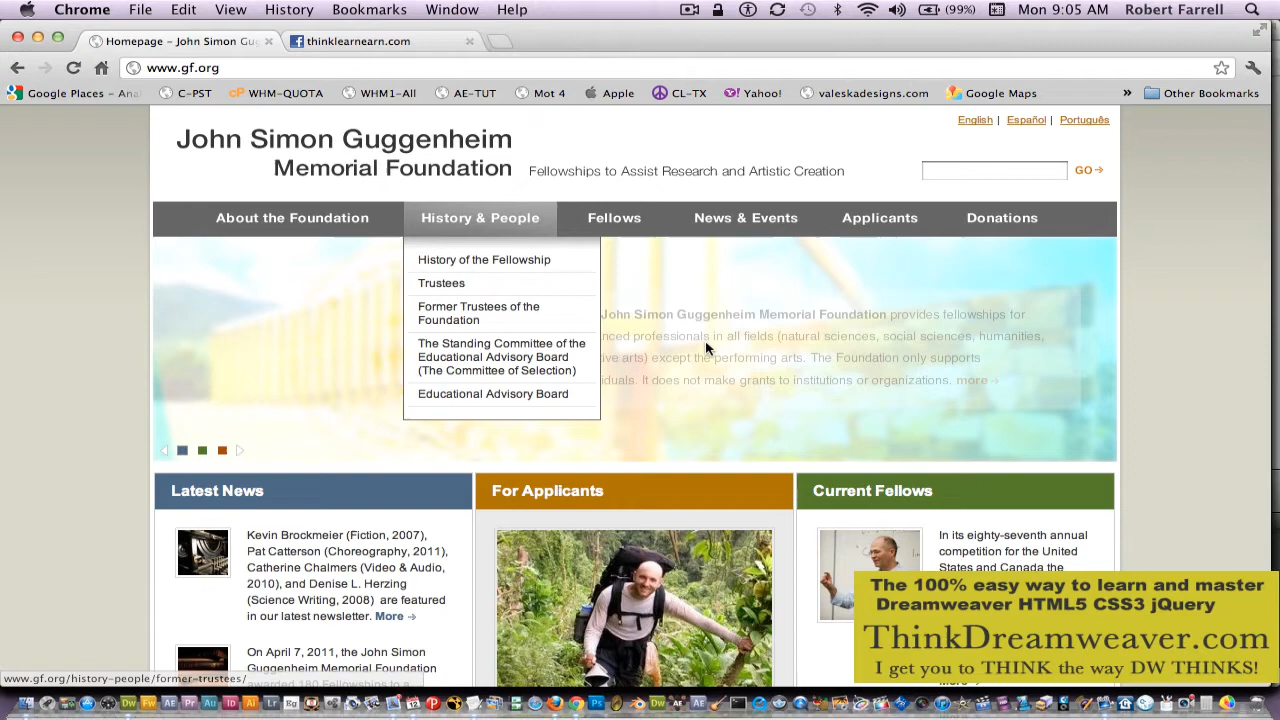 Chrome File Edit View History Bookmarks Window Help (99%) Mon 9:05 AM Robert Farrell
Homepage – John Simon Gug thinklearnearn.com
www.gf.org
Google Places – Ana C-PST WHM-QUOTA WHM1-All AE-TUT Mot 4 Apple CL-TX Yahoo! valeskadesigns.com Google Maps » Other Bookmarks
English | Español | Português
John Simon Guggenheim
Memorial Foundation Fellowships to Assist Research and Artistic Creation GO
About the Foundation History & People Fellows News & Events Applicants Donations
History of the Fellowship
Trustees
Former Trustees of the
Foundation
The Standing Committee of the
Educational Advisory Board
(The Committee of Selection)
Educational Advisory Board
John Simon Guggenheim Memorial Foundation provides fellowships for
nced professionals in all fields (natural sciences, social sciences, humanities,
ve arts) except the performing arts. The Foundation only supports
iduals. It does not make grants to institutions or organizations. more
Latest News
Kevin Brockmeier (Fiction, 2007),
Pat Catterson (Choreography, 2011),
Catherine Chalmers (Video & Audio,
2010), and Denise L. Herzing
(Science Writing, 2008) are featured
in our latest newsletter. More
On April 7, 2011, the John Simon
Guggenheim Memorial Foundation
awarded 180 Fellowships to a
For Applicants
Current Fellows
In its eighty-seventh annual
competition for the United
States and Canada the
More
The 100% easy way to learn and master
Dreamweaver HTML5 CSS3 jQuery
ThinkDreamweaver.com
I get you to THINK the way DW THINKS!
www.gf.org/history-people/former-trustees/